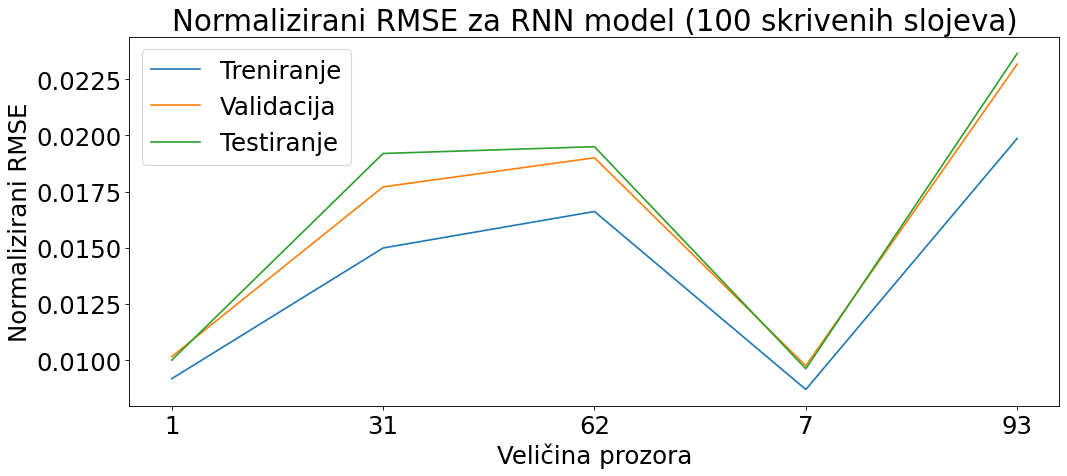 Normalizirani RMSE za RNN model (100 skrivenih slojeva)
Treniranje
Validacija
Testiranje
Normalizirani RMSE
0.0225
0.0200
0.0175
0.0150
0.0125
0.0100
1 31 62 7 93
Veličina prozora